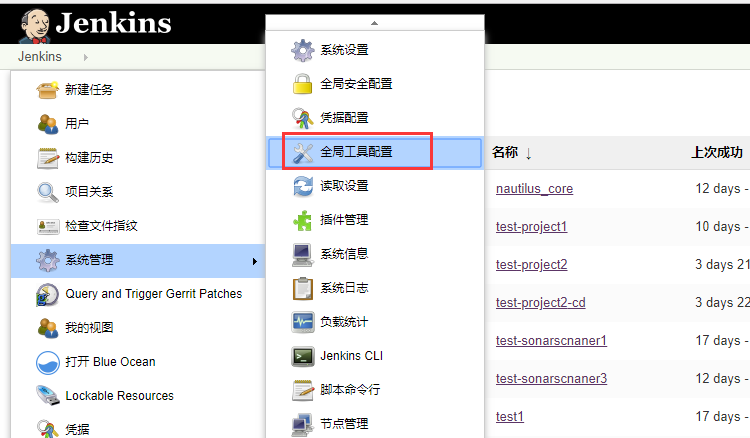 Jenkins
Jenkins
新建任务
用户
构建历史
项目关系
检查文件指纹
系统管理
Query and Trigger Gerrit Patches
我的视图
打开 Blue Ocean
Lockable Resources
凭据
系统设置
全局安全配置
凭据配置
全局工具配置
读取设置
插件管理
系统信息
系统日志
负载统计
Jenkins CLI
脚本命令行
节点管理
名称 ↓ 上次成功
nautilus_core 12 days -
test-project1 10 days -
test-project2 3 days 21
test-project2-cd 3 days 22
test-sonarscnaner1 17 days -
test-sonarscnaner3 12 days -
test1 17 days -